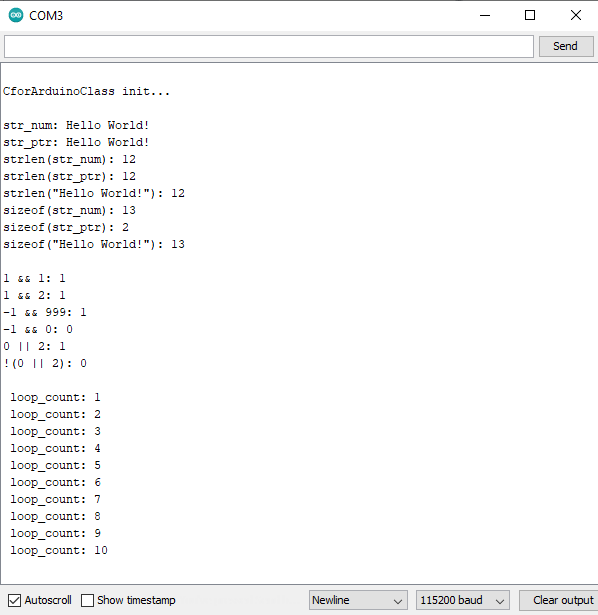 COM3
Send
CforArduinoClass init...
str_num: Hello World!
str_ptr: Hello World!
strlen(str_num): 12
strlen(str_ptr): 12
strlen("Hello World!"): 12
sizeof(str_num): 13
sizeof(str_ptr): 2
sizeof("Hello World!"): 13
1 && 1: 1
1 && 2: 1
-1 && 999: 1
-1 && 0: 0
0 || 2: 1
!(0 || 2): 0
loop_count: 1
loop_count: 2
loop_count: 3
loop_count: 4
loop_count: 5
loop_count: 6
loop_count: 7
loop_count: 8
loop_count: 9
loop_count: 10
Autoscroll Show timestamp Newline 115200 baud Clear output